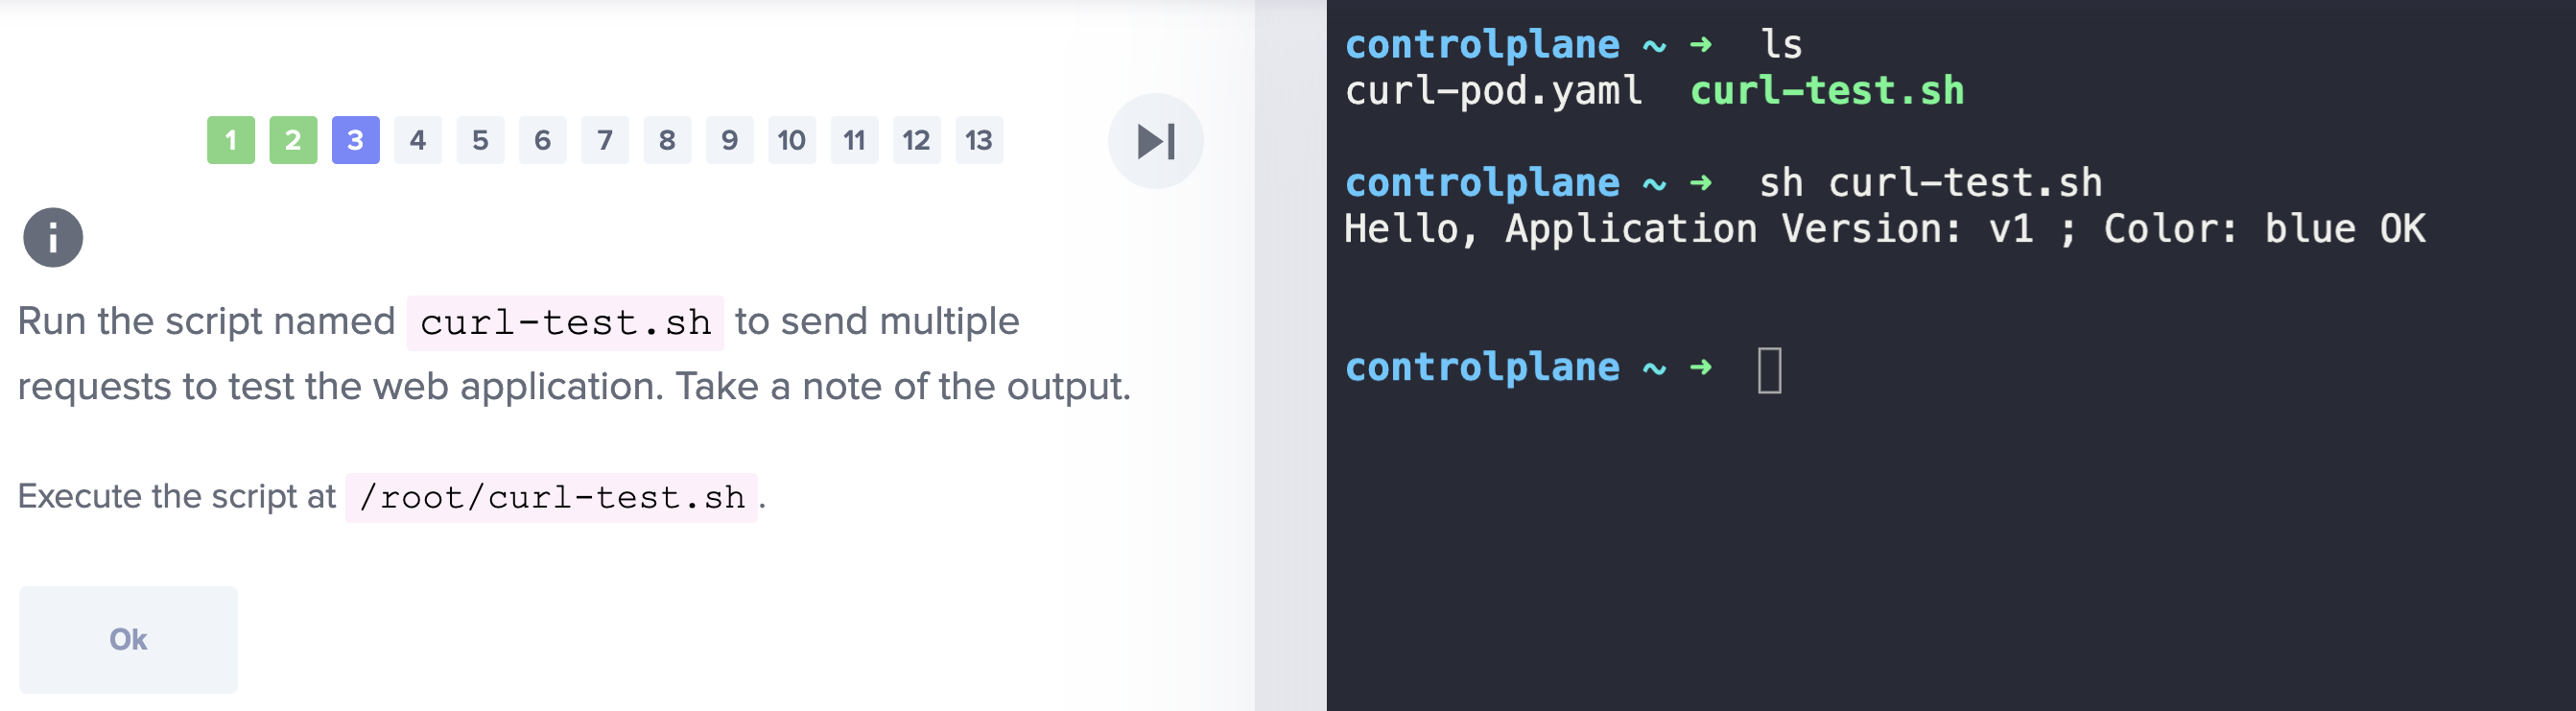 1 2 3 4 5 6 7 8 9 10 11 12 13
i
Run the script named curl-test.sh to send multiple
requests to test the web application. Take a note of the output.
Execute the script at /root/curl-test.sh.
Ok
controlplane ~ ➜ ls
curl-pod.yaml curl-test.sh
controlplane ~ ➜ sh curl-test.sh
Hello, Application Version: v1 ; Color: blue OK
controlplane ~ ➜